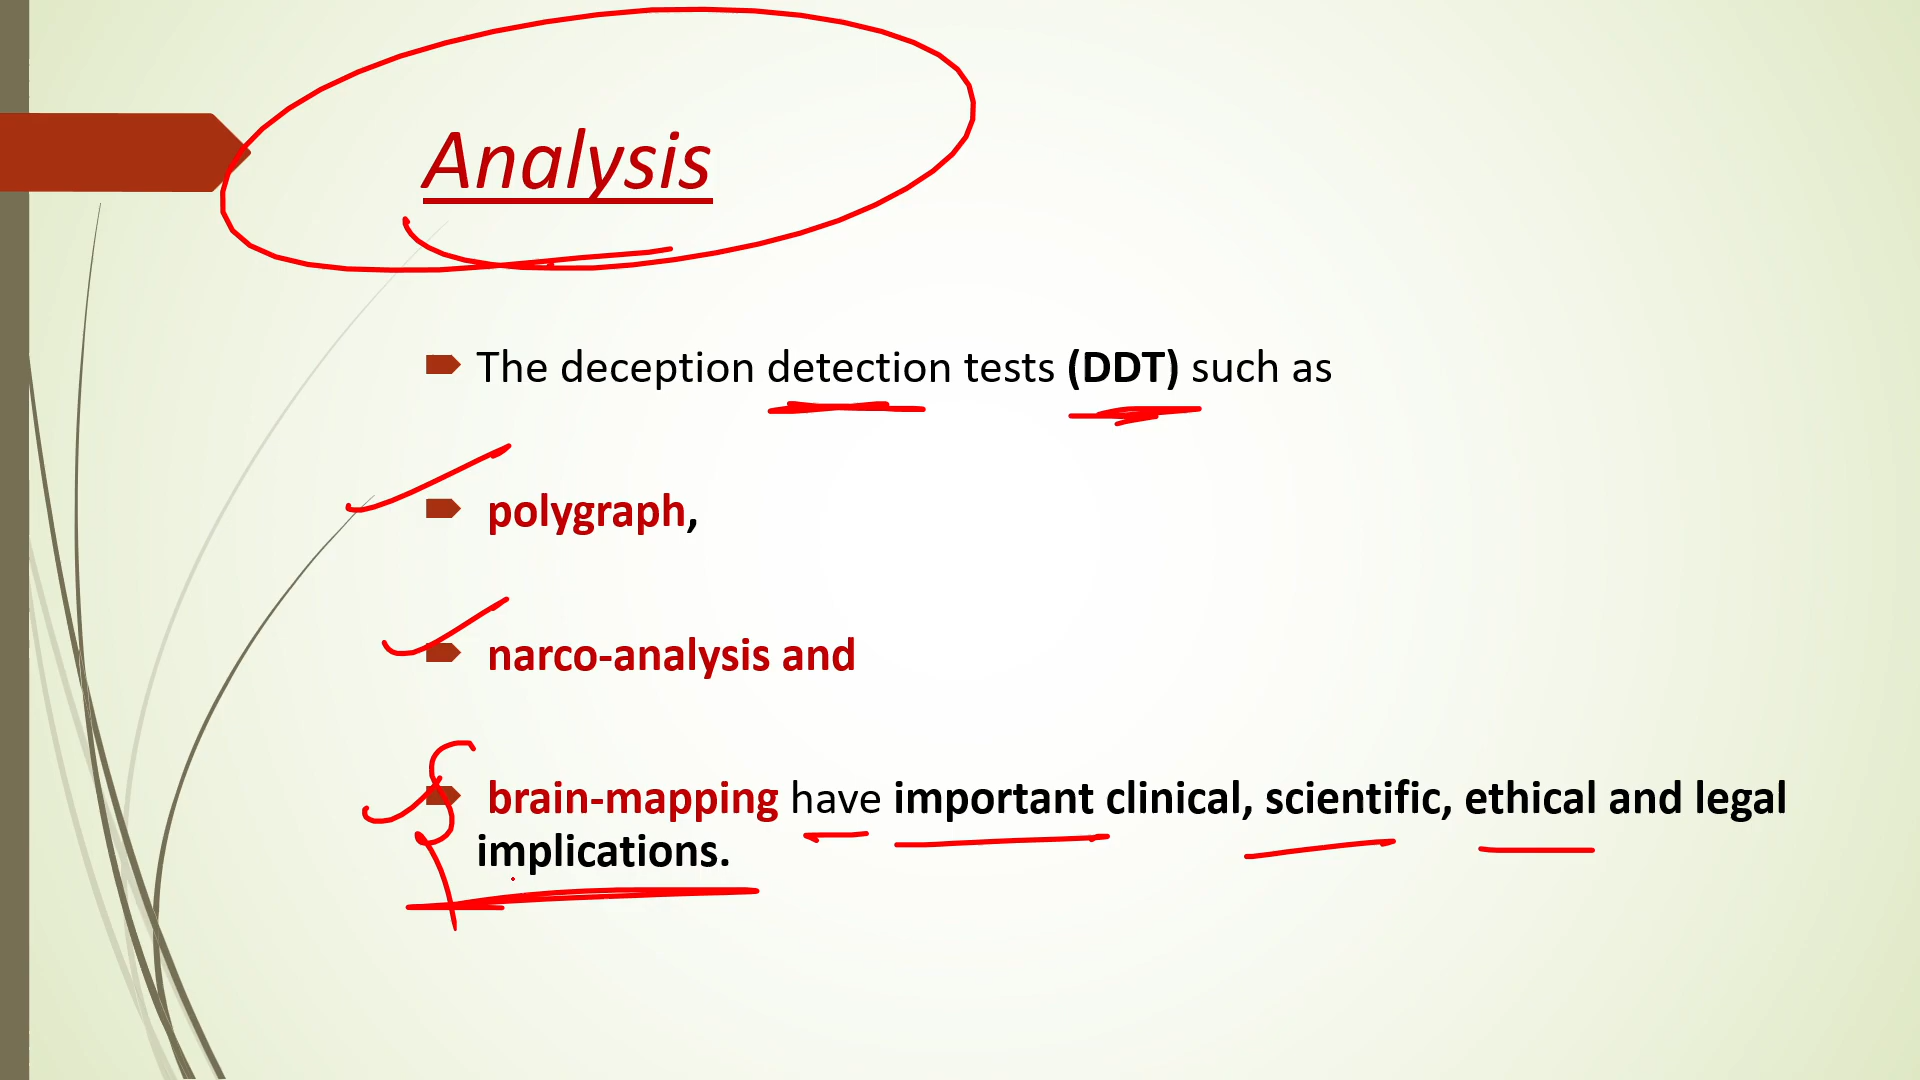 Analysis
The deception detection tests (DDT) such as
polygraph,
narco-analysis and
brain-mapping have important clinical, scientific, ethical and legal
implications.